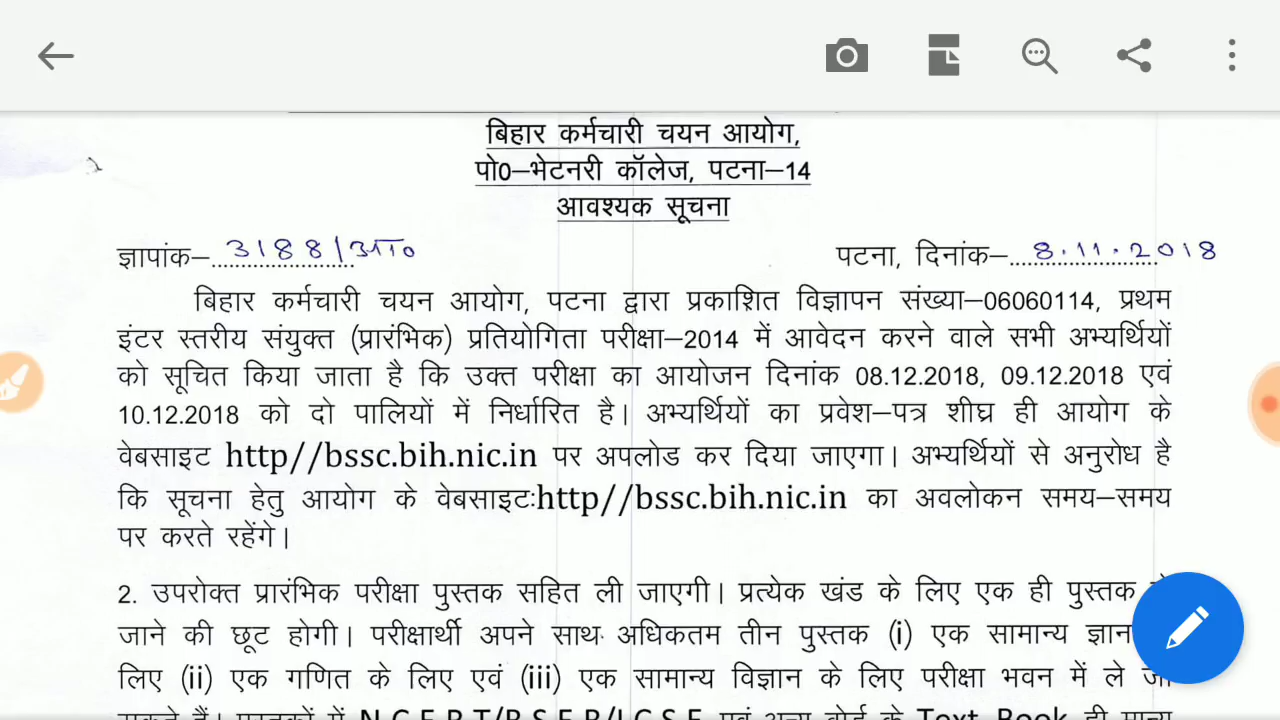 बिहार कर्मचारी चयन आयोग,
पो0–भेटनरी कॉलेज, पटना–14
आवश्यक सूचना
ज्ञापांक–3188/आ0 पटना, दिनांक–8.11.2018
बिहार कर्मचारी चयन आयोग, पटना द्वारा प्रकाशित विज्ञापन संख्या–06060114, प्रथम
इंटर स्तरीय संयुक्त (प्रारंभिक) प्रतियोगिता परीक्षा–2014 में आवेदन करने वाले सभी अभ्यर्थियों
को सूचित किया जाता है कि उक्त परीक्षा का आयोजन दिनांक 08.12.2018, 09.12.2018 एवं
10.12.2018 को दो पालियों में निर्धारित है। अभ्यर्थियों का प्रवेश–पत्र शीघ्र ही आयोग के
वेबसाइट http//bssc.bih.nic.in पर अपलोड कर दिया जाएगा। अभ्यर्थियों से अनुरोध है
कि सूचना हेतु आयोग के वेबसाइटःhttp//bssc.bih.nic.in का अवलोकन समय–समय
पर करते रहेंगे।
2. उपरोक्त प्रारंभिक परीक्षा पुस्तक सहित ली जाएगी। प्रत्येक खंड के लिए एक ही पुस्तक
जाने की छूट होगी। परीक्षार्थी अपने साथ अधिकतम तीन पुस्तक (i) एक सामान्य ज्ञान
लिए (ii) एक गणित के लिए एवं (iii) एक सामान्य विज्ञान के लिए परीक्षा भवन में ले जा